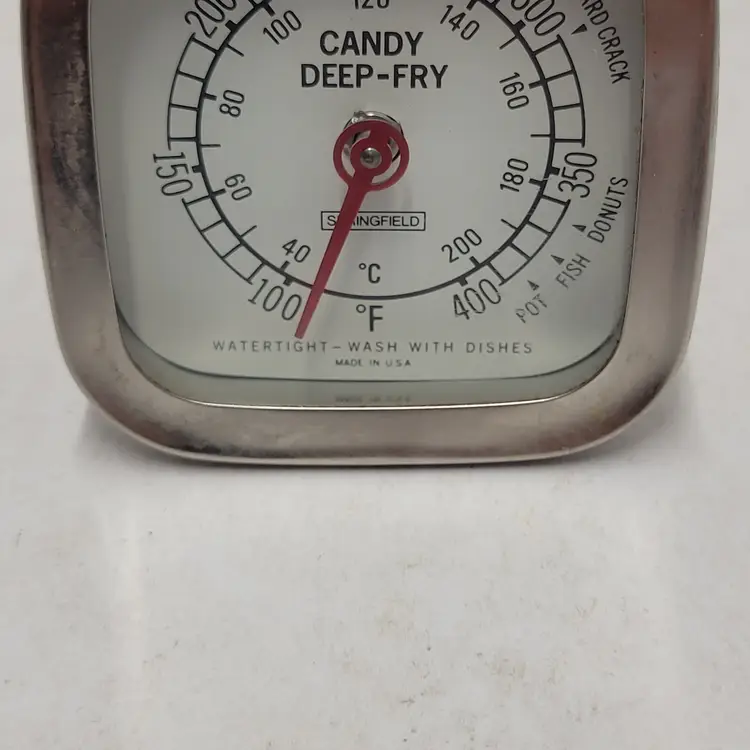 120
200
100
140
300
HARD CRACK
CANDY
DEEP-FRY
80
160
150
60
180
350
SPRINGFIELD
DONUTS
40
200
FISH
°C
100
400
POT
°F
WATERTIGHT - WASH WITH DISHES
MADE IN U.S.A